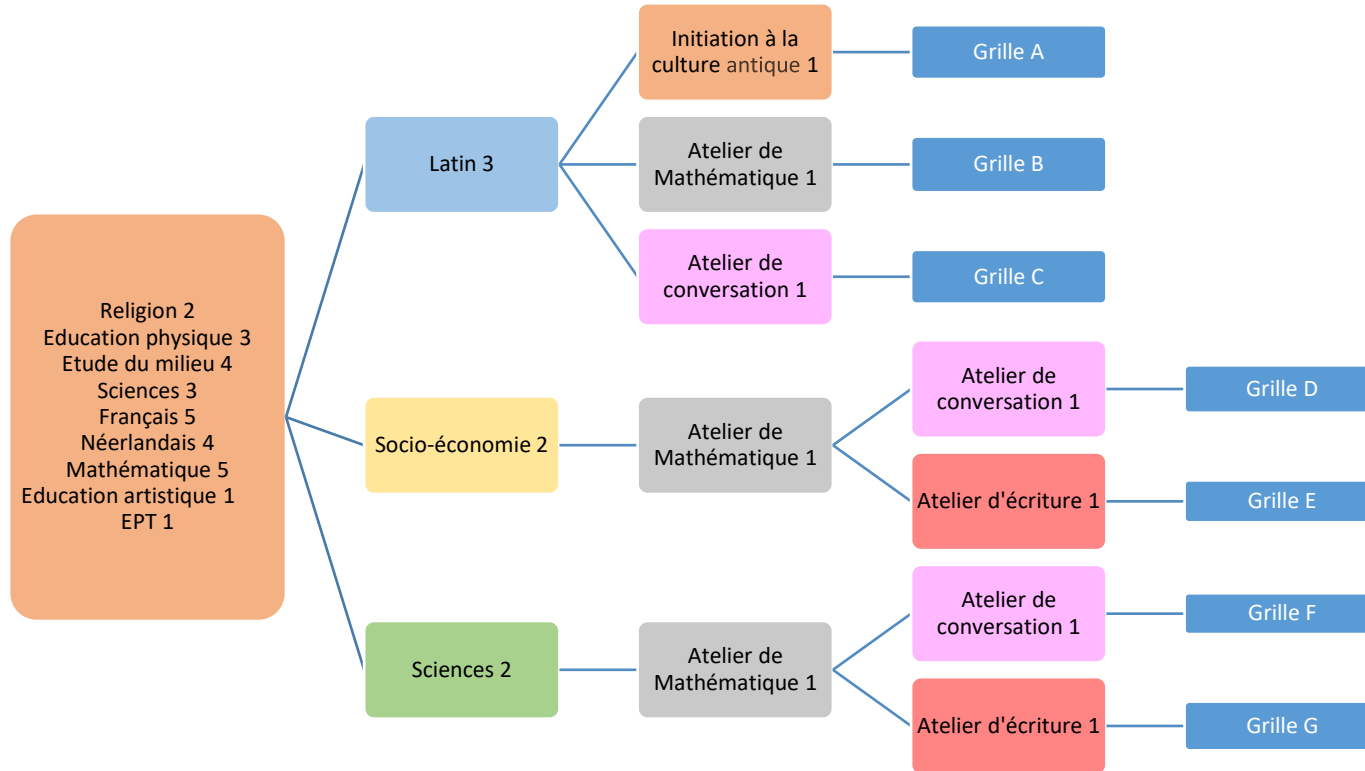 Religion 2
Education physique 3
Etude du milieu 4
Sciences 3
Français 5
Néerlandais 4
Mathématique 5
Education artistique 1
EPT 1
Latin 3
Initiation à la
culture antique 1
Grille A
Atelier de
Mathématique 1
Grille B
Atelier de
conversation 1
Grille C
Socio-économie 2
Atelier de
Mathématique 1
Atelier de
conversation 1
Grille D
Atelier d'écriture 1
Grille E
Sciences 2
Atelier de
Mathématique 1
Atelier de
conversation 1
Grille F
Atelier d'écriture 1
Grille G